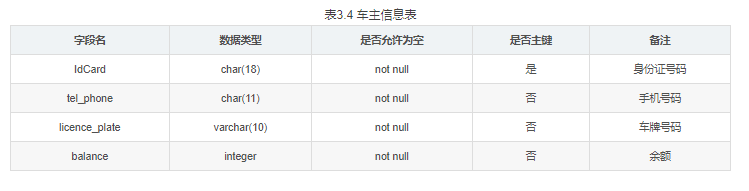 表3.4 车主信息表
字段名 数据类型 是否允许为空 是否主键 备注
IdCard char(18) not null 是 身份证号码
tel_phone char(11) not null 否 手机号码
licence_plate varchar(10) not null 否 车牌号码
balance integer not null 否 余额